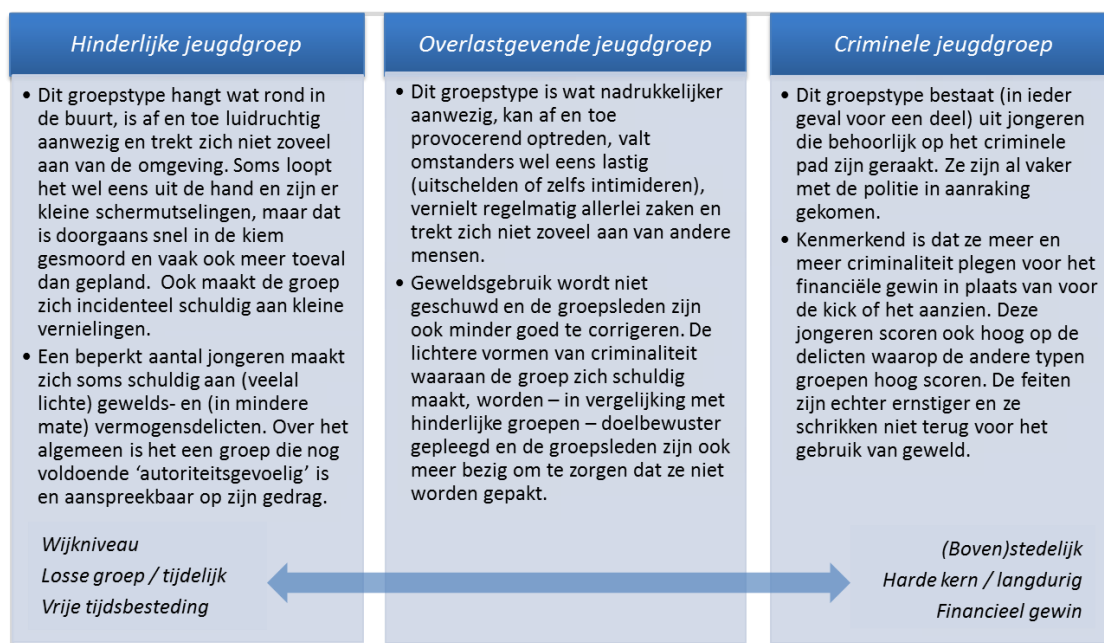 Hinderlijke jeugdgroep
• Dit groepstype hangt wat rond in
de buurt, is af en toe luidruchtig
aanwezig en trekt zich niet zoveel
aan van de omgeving. Soms loopt
het wel eens uit de hand en zijn er
kleine schermutselingen, maar dat
is doorgaans snel in de kiem
gesmoord en vaak ook meer toeval
dan gepland. Ook maakt de groep
zich incidenteel schuldig aan kleine
vernielingen.
• Een beperkt aantal jongeren maakt
zich soms schuldig aan (veelal
lichte) gewelds- en (in mindere
mate) vermogensdelicten. Over het
algemeen is het een groep die nog
voldoende ‘autoriteitsgevoelig’ is
en aanspreekbaar op zijn gedrag.
Wijkniveau
Losse groep / tijdelijk
Vrije tijdsbesteding
Overlastgevende jeugdgroep
• Dit groepstype is wat nadrukkelijker
aanwezig, kan af en toe
provocerend optreden, valt
omstanders wel eens lastig
(uitschelden of zelfs intimideren),
vernielt regelmatig allerlei zaken en
trekt zich niet zoveel aan van andere
mensen.
• Geweldsgebruik wordt niet
geschuwd en de groepsleden zijn
ook minder goed te corrigeren. De
lichtere vormen van criminaliteit
waaraan de groep zich schuldig
maakt, worden – in vergelijking met
hinderlijke groepen – doelbewuster
gepleegd en de groepsleden zijn ook
meer bezig om te zorgen dat ze niet
worden gepakt.
Criminele jeugdgroep
• Dit groepstype bestaat (in ieder
geval voor een deel) uit jongeren
die behoorlijk op het criminele
pad zijn geraakt. Ze zijn al vaker
met de politie in aanraking
gekomen.
• Kenmerkend is dat ze meer en
meer criminaliteit plegen voor het
financiële gewin in plaats van voor
de kick of het aanzien. Deze
jongeren scoren ook hoog op de
delicten waarop de andere typen
groepen hoog scoren. De feiten
zijn echter ernstiger en ze
schrikken niet terug voor het
gebruik van geweld.
(Boven)stedelijk
Harde kern / langdurig
Financieel gewin